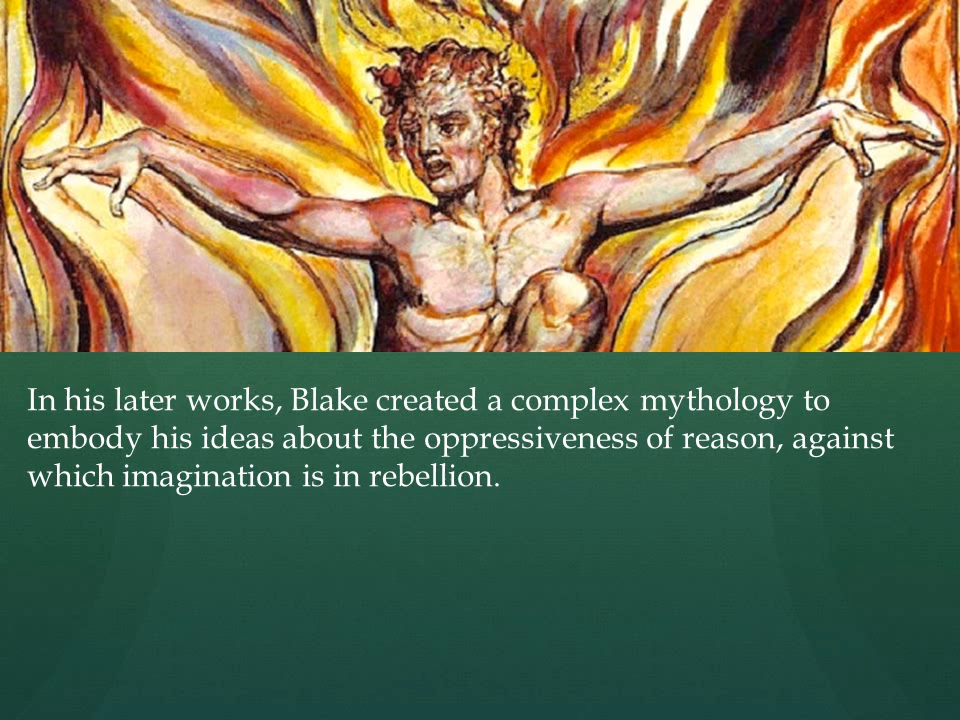 In his later works, Blake created a complex mythology to
embody his ideas about the oppressiveness of reason, against
which imagination is in rebellion.